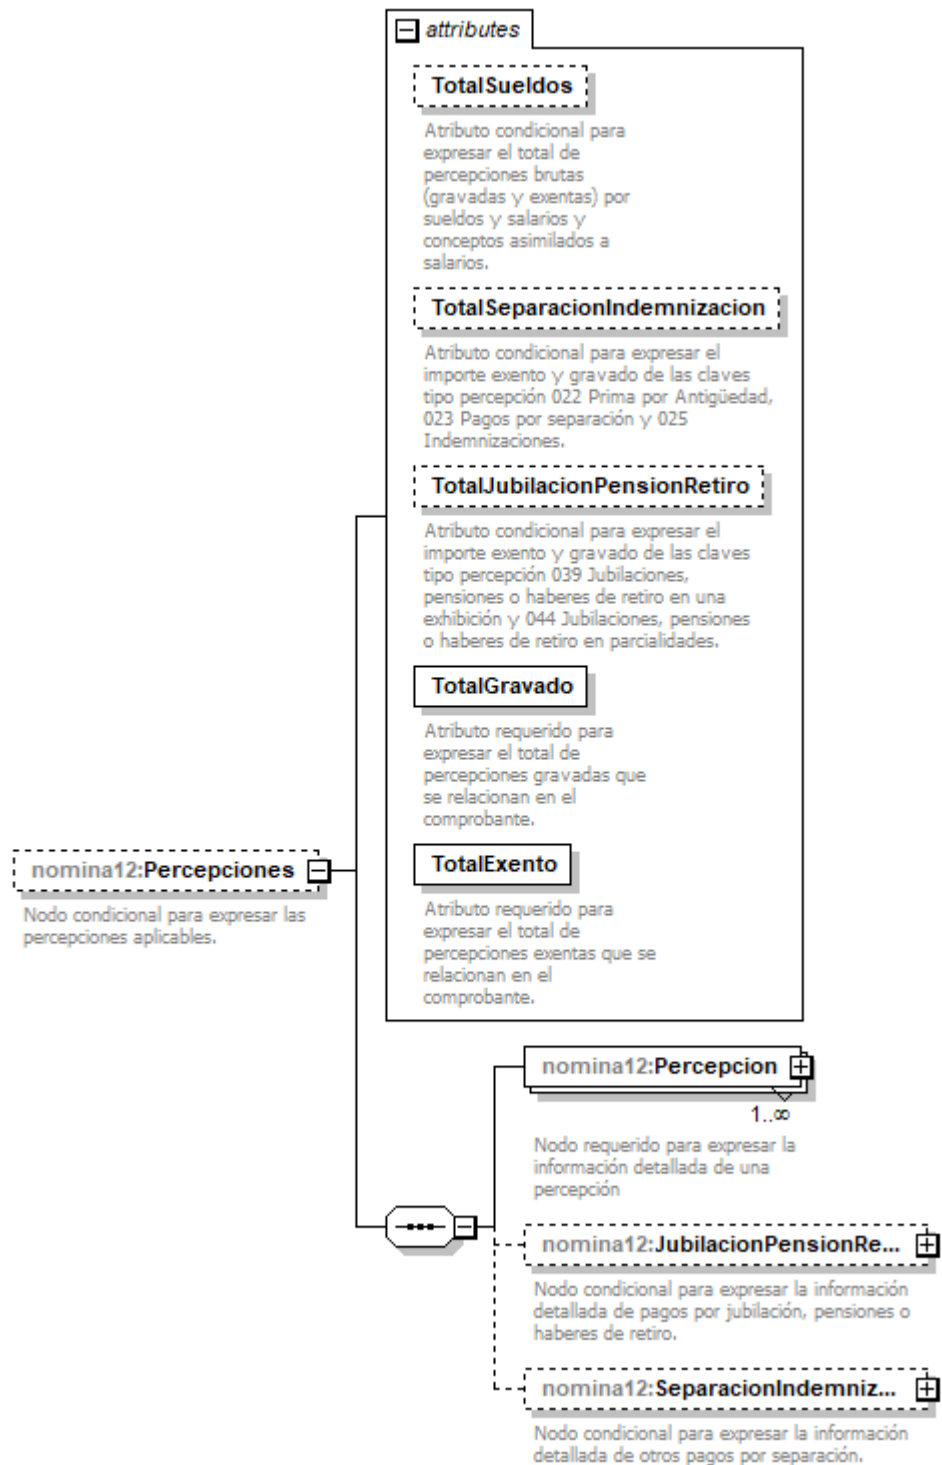 attributes
TotalSueldos
Atributo condicional para
expresar el total de
percepciones brutas
(gravadas y exentas) por
sueldos y salarios y
conceptos asimilados a
salarios.
TotalSeparacionIndemnizacion
Atributo condicional para expresar el
importe exento y gravado de las claves
tipo percepción 022 Prima por Antigüedad,
023 Pagos por separación y 025
Indemnizaciones.
TotalJubilacionPensionRetiro
Atributo condicional para expresar el
importe exento y gravado de las claves
tipo percepción 039 Jubilaciones,
pensiones o haberes de retiro en una
exhibición y 044 Jubilaciones, pensiones
o haberes de retiro en parcialidades.
TotalGravado
Atributo requerido para
expresar el total de
percepciones gravadas que
se relacionan en el
comprobante.
TotalExento
Atributo requerido para
expresar el total de
percepciones exentas que se
relacionan en el
comprobante.
nomina12:Percepciones
Nodo condicional para expresar las
percepciones aplicables.
nomina12:Percepcion
1..∞
Nodo requerido para expresar la
información detallada de una
percepción
nomina12:JubilacionPensionRe...
Nodo condicional para expresar la información
detallada de pagos por jubilación, pensiones o
haberes de retiro.
nomina12:SeparacionIndemniz...
Nodo condicional para expresar la información
detallada de otros pagos por separación.